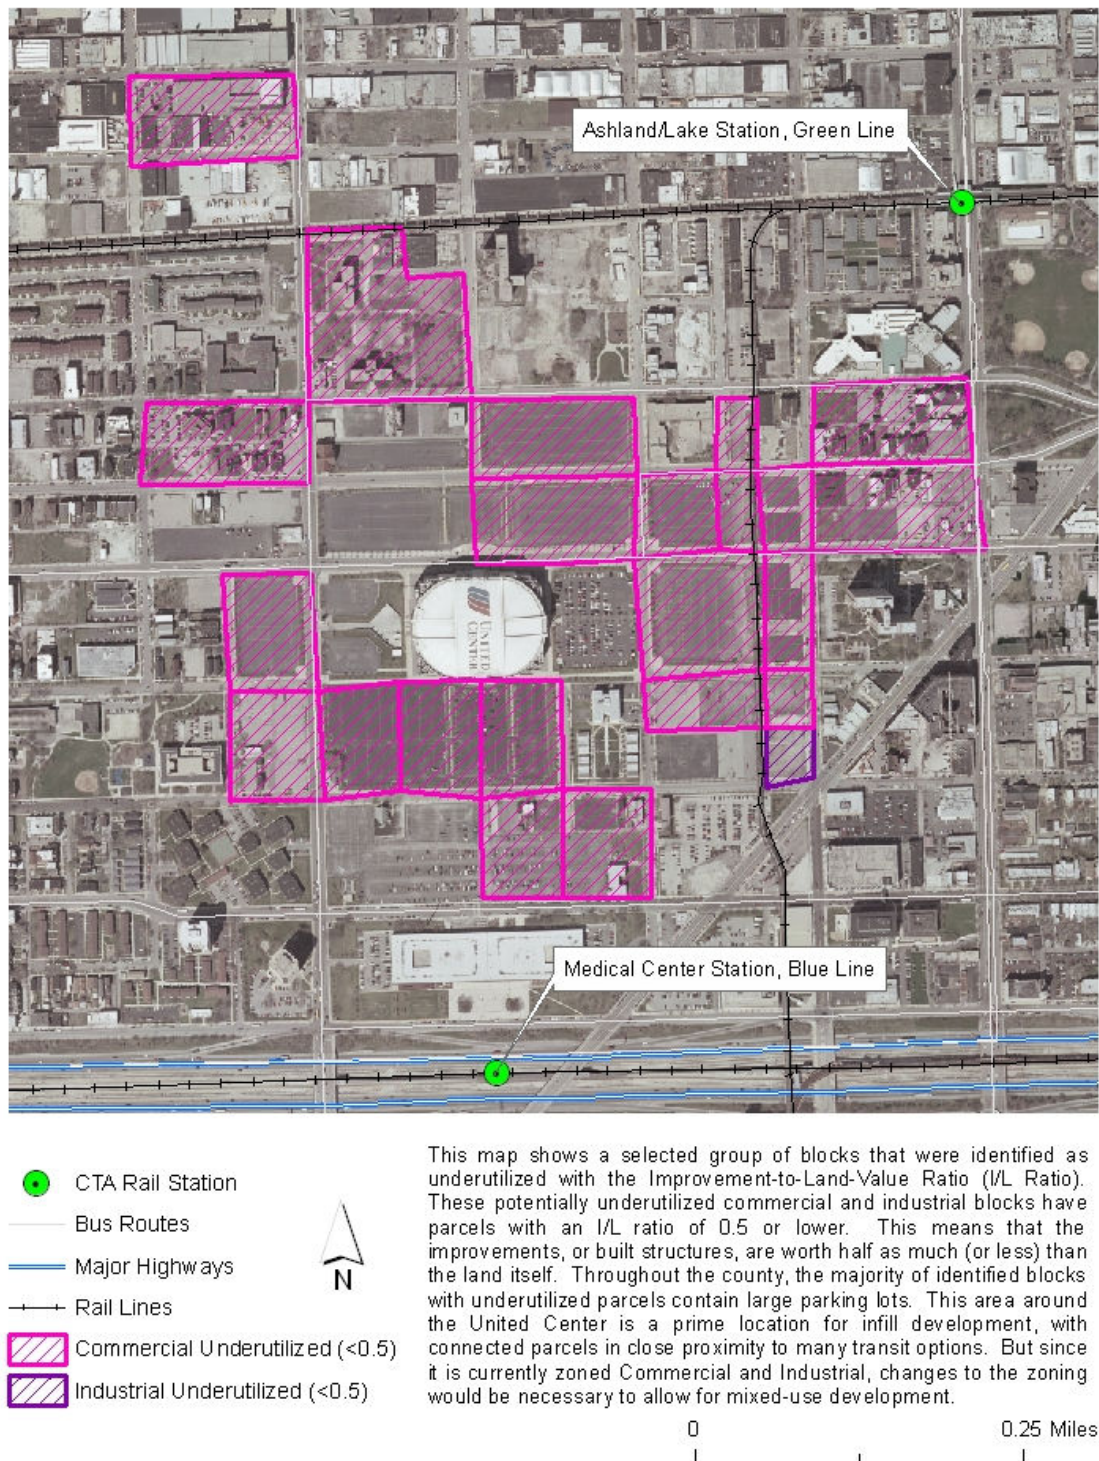 Ashland/Lake Station, Green Line
UNITED
CENTER
Medical Center Station, Blue Line
CTA Rail Station
Bus Routes
Major Highways
Rail Lines
Commercial Underutilized (<0.5)
Industrial Underutilized (<0.5)
N
This map shows a selected group of blocks that were identified as
underutilized with the Improvement-to-Land-Value Ratio (I/L Ratio).
These potentially underutilized commercial and industrial blocks have
parcels with an I/L ratio of 0.5 or lower. This means that the
improvements, or built structures, are worth half as much (or less) than
the land itself. Throughout the county, the majority of identified blocks
with underutilized parcels contain large parking lots. This area around
the United Center is a prime location for infill development, with
connected parcels in close proximity to many transit options. But since
it is currently zoned Commercial and Industrial, changes to the zoning
would be necessary to allow for mixed-use development.
0 0.25 Miles